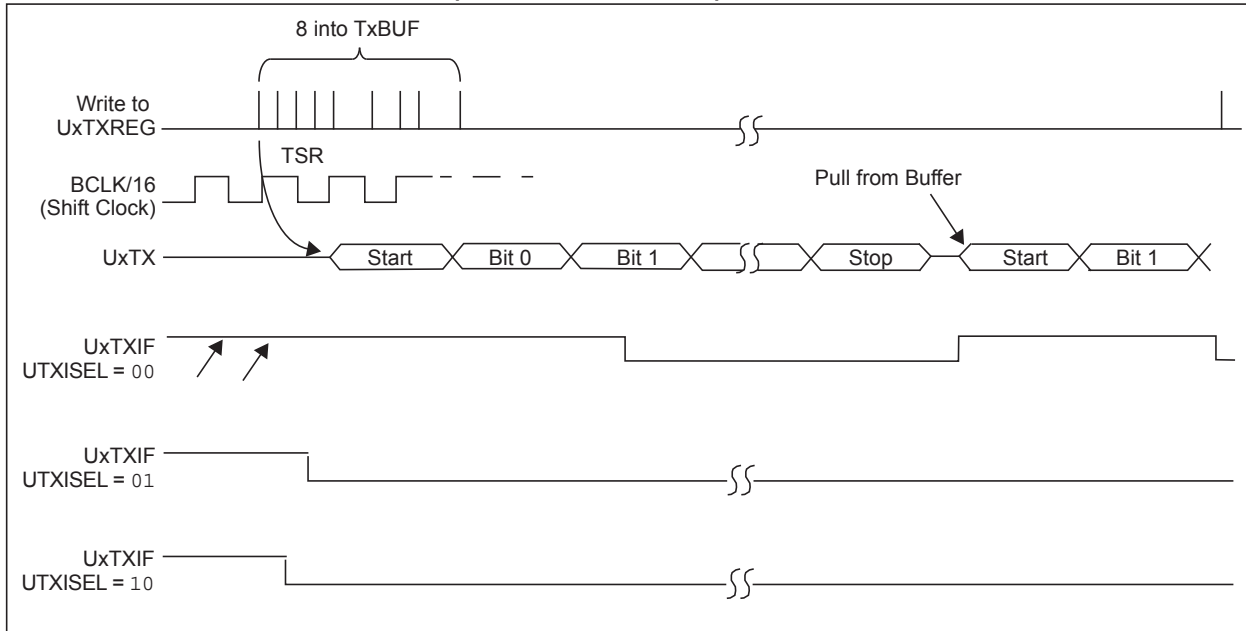 8 into TxBUF
Write to
UxTXREG
TSR
BCLK/16
(Shift Clock)
Pull from Buffer
UxTX
Start
Bit 0
Bit 1
Stop
Start
Bit 1
UxTXIF
UTXISEL = 00
UxTXIF
UTXISEL = 01
UxTXIF
UTXISEL = 10